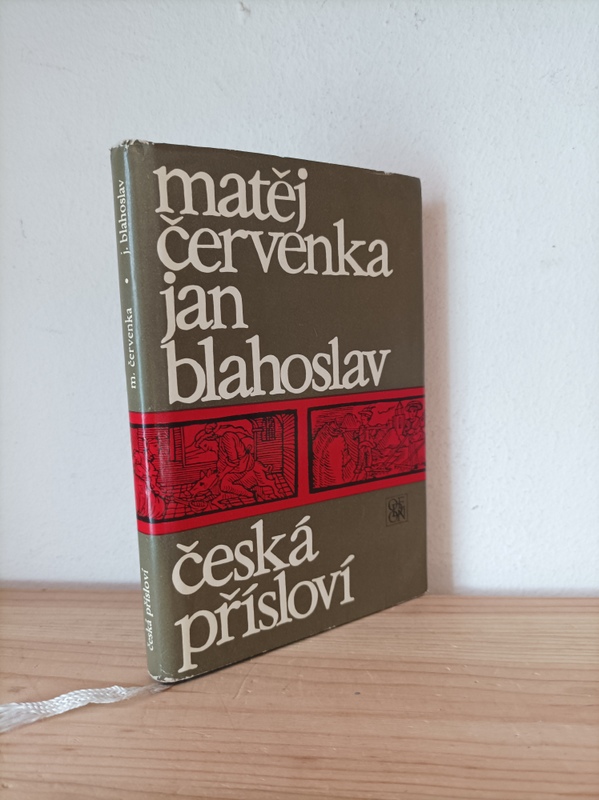 matěj
červenka
jan
blahoslav
česká
přísloví
m. červenka • j. blahoslav
česká přísloví